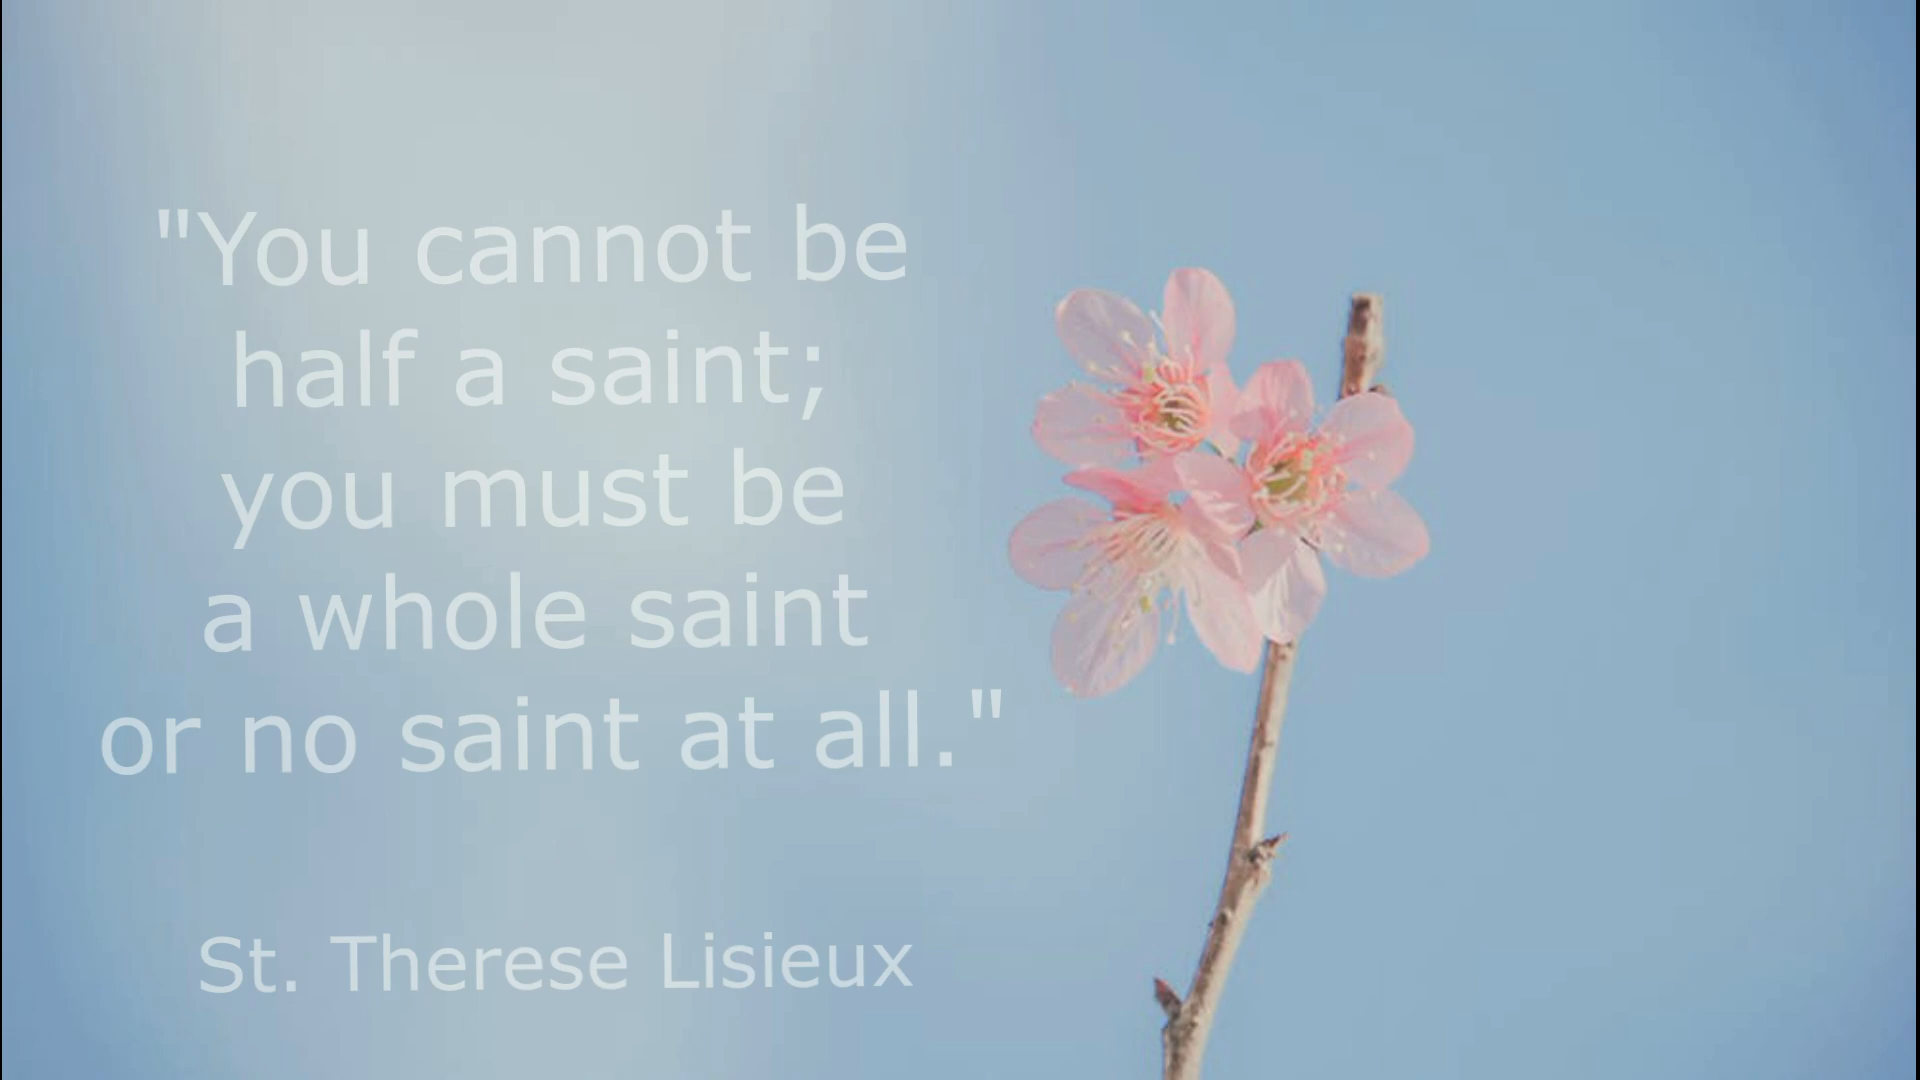 "You cannot be
half a saint;
you must be
a whole saint
or no saint at all."
St. Therese Lisieux